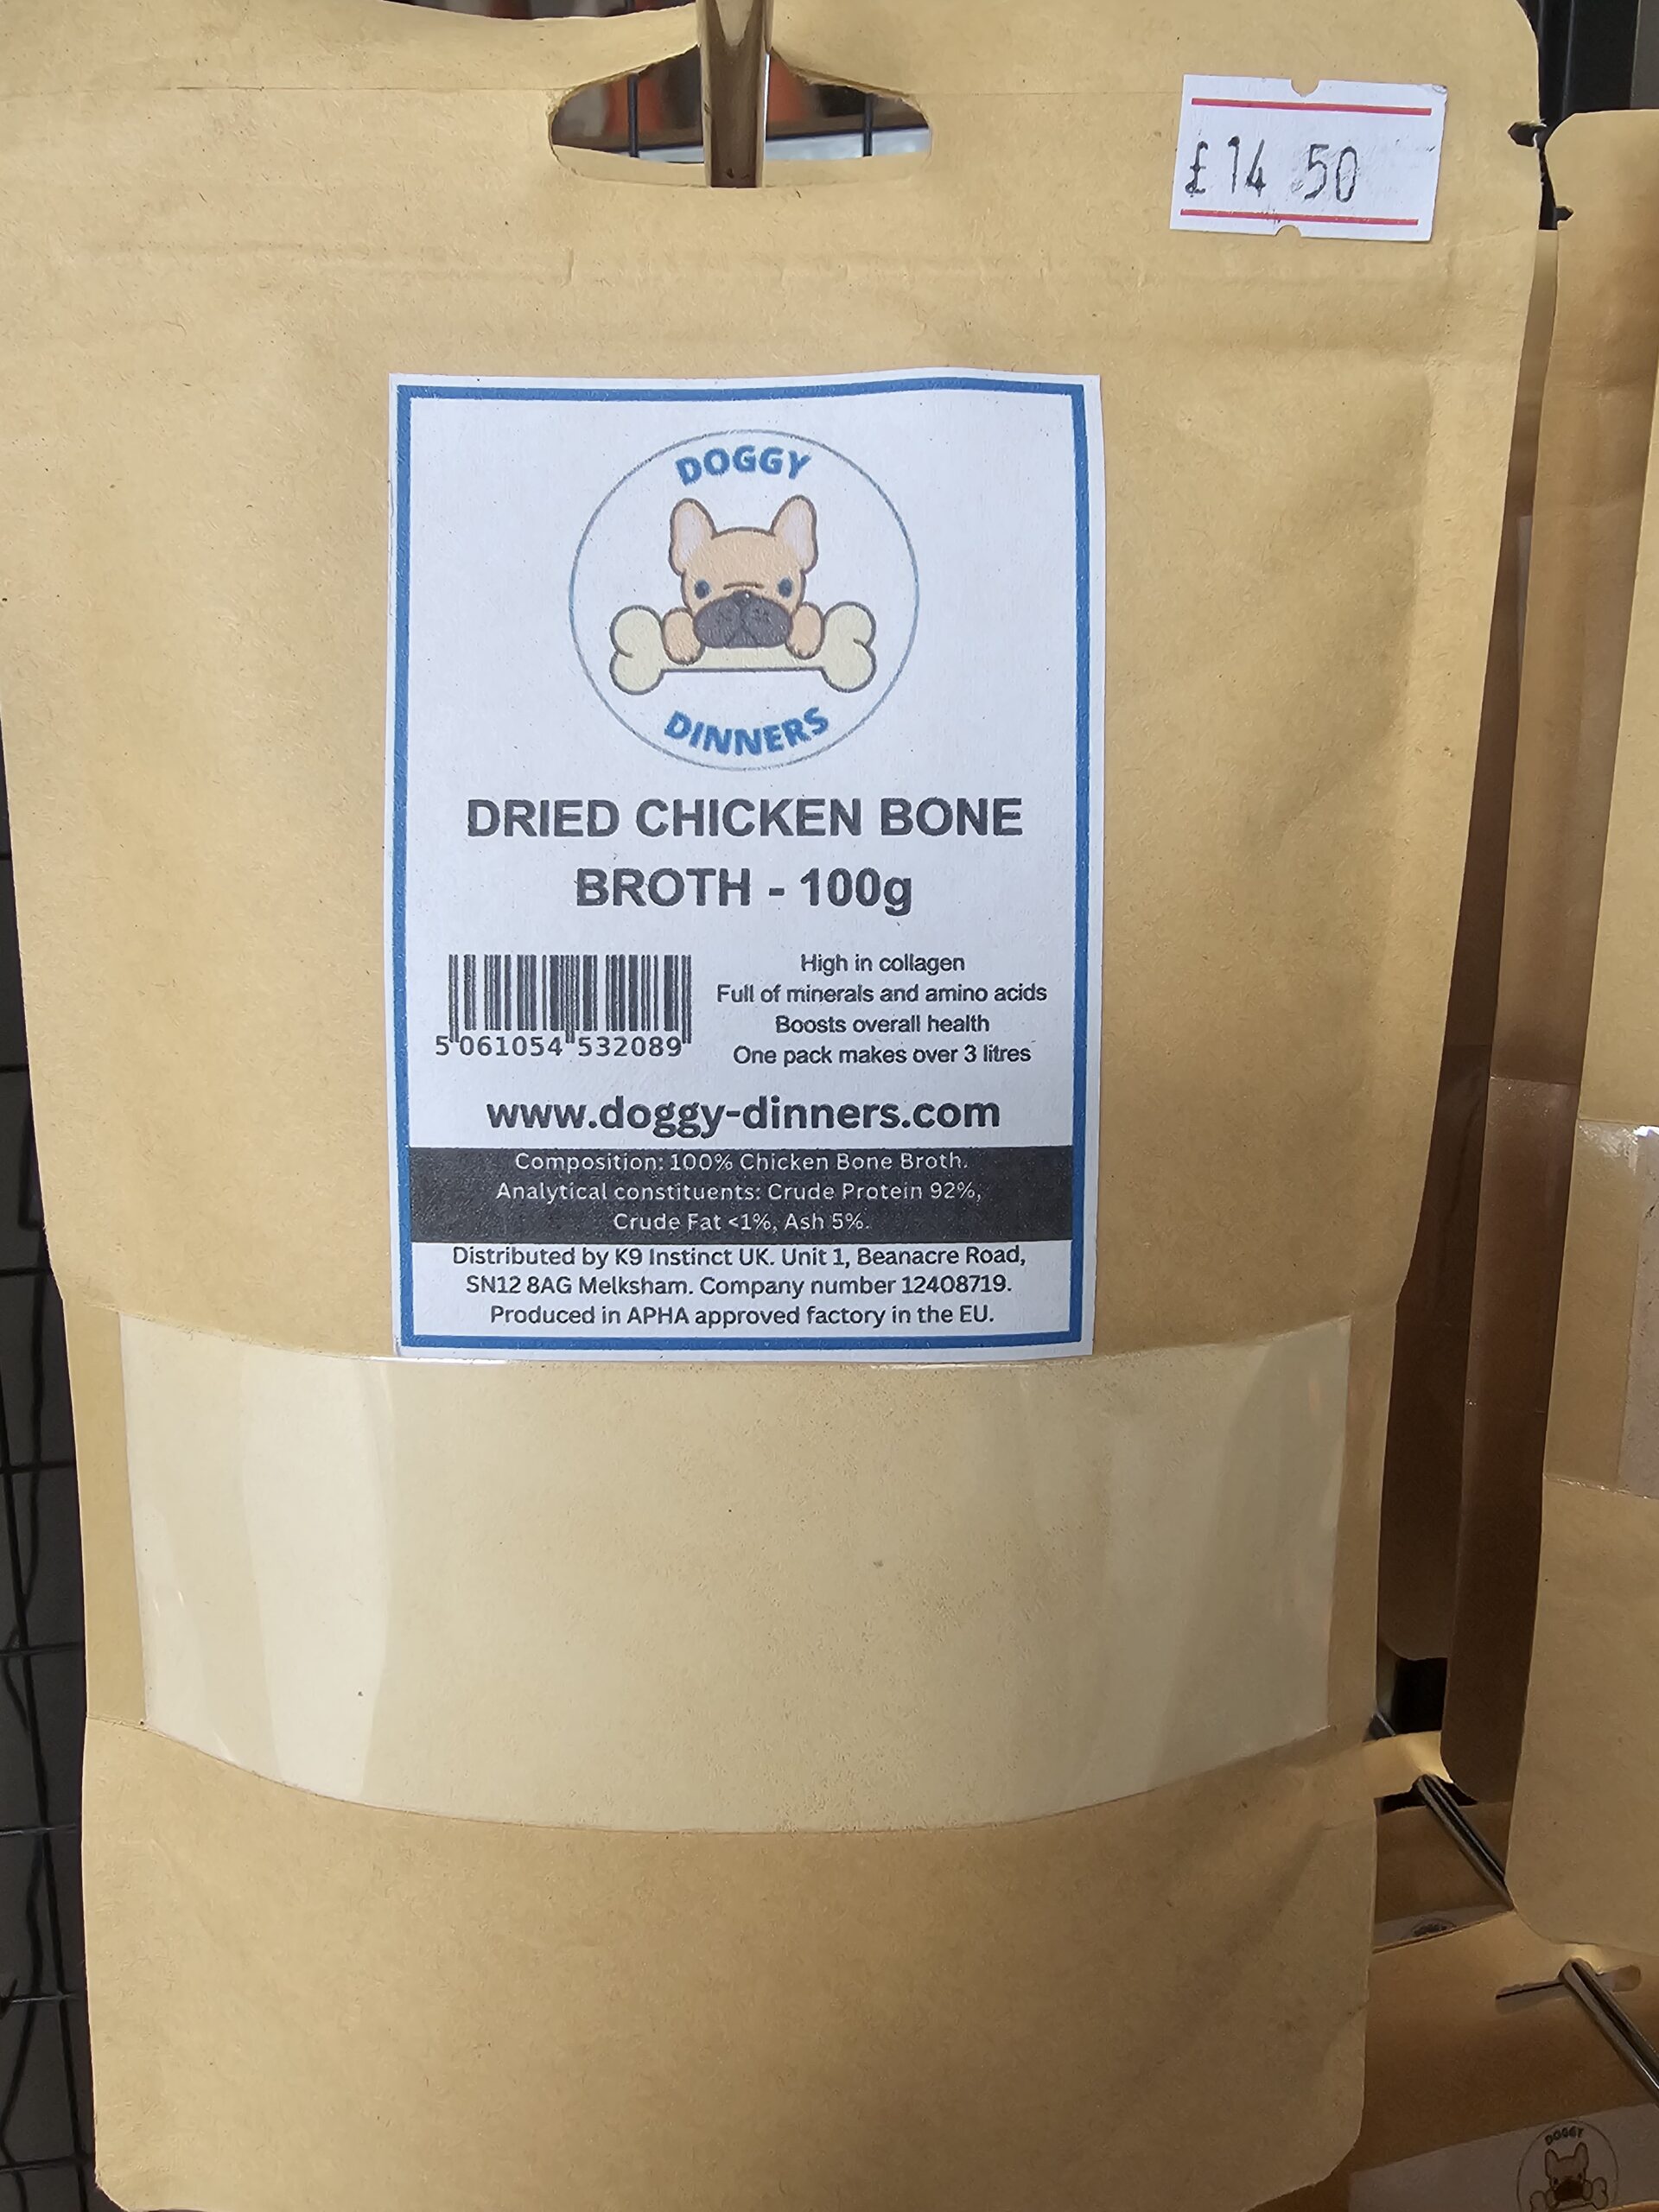 £14 50
DOGGY
DINNERS
DRIED CHICKEN BONE
BROTH - 100g
High in collagen
Full of minerals and amino acids
Boosts overall health
One pack makes over 3 litres
5 061054 532089
www.doggy-dinners.com
Composition: 100% Chicken Bone Broth.
Analytical constituents: Crude Protein 92%,
Crude Fat <1%, Ash 5%.
Distributed by K9 Instinct UK. Unit 1, Beanacre Road,
SN12 8AG Melksham. Company number 12408719.
Produced in APHA approved factory in the EU.
DOGGY